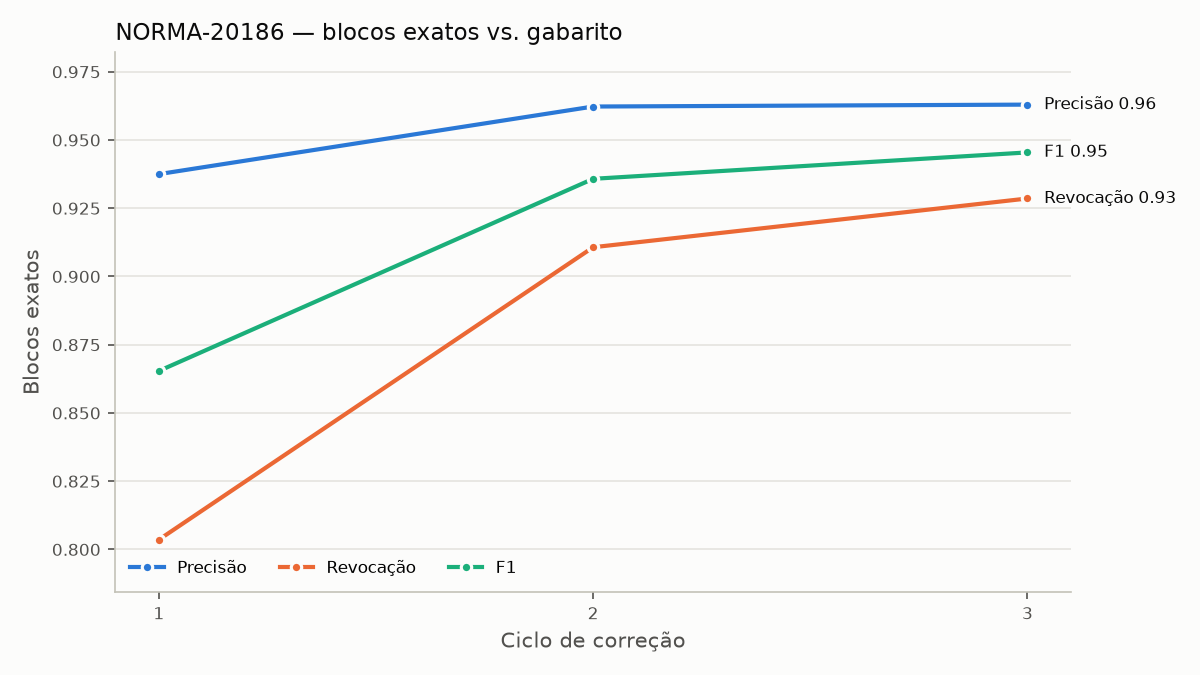 NORMA-20186 — blocos exatos vs. gabarito
Blocos exatos
0.975
0.950
0.925
0.900
0.875
0.850
0.825
0.800
Precisão 0.96
F1 0.95
Revocação 0.93
Precisão Revocação F1
1 2 3
Ciclo de correção